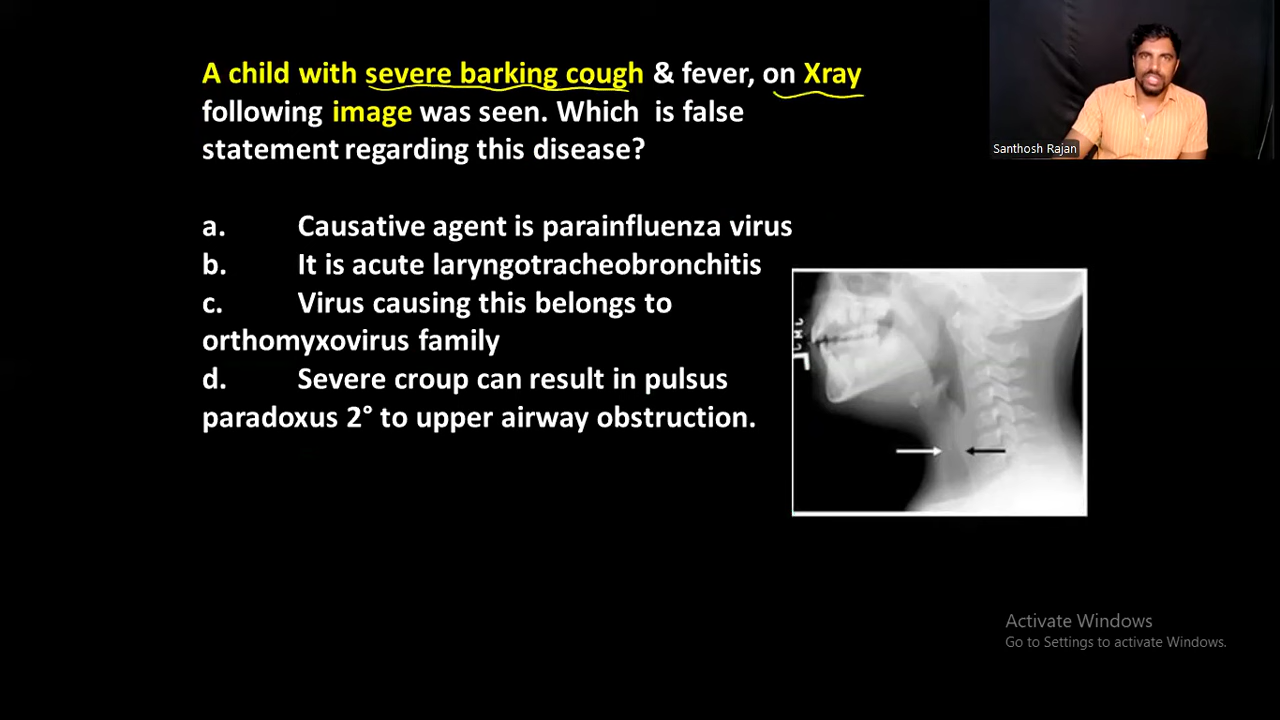 A child with severe barking cough & fever, on Xray
following image was seen. Which is false
statement regarding this disease?
a. Causative agent is parainfluenza virus
b. It is acute laryngotracheobronchitis
c. Virus causing this belongs to
orthomyxovirus family
d. Severe croup can result in pulsus
paradoxus 2° to upper airway obstruction.
Santhosh Rajan
Activate Windows
Go to Settings to activate Windows.